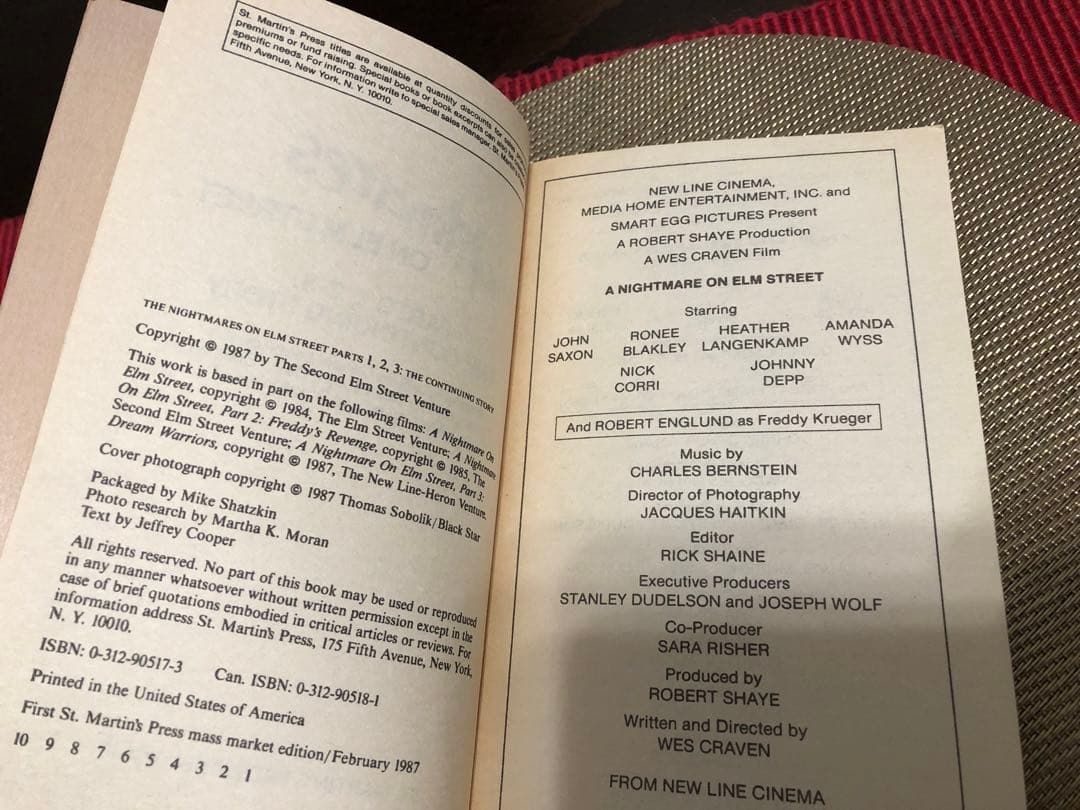 St. Martin's Press titles are available at quantity discounts for sales
premiums or fund raising. Special books or book excerpts can also be
specific needs. For information write to special sales manager. St. Martin's
Fifth Avenue, New York, N. Y. 10010.
THE NIGHTMARES ON ELM STREET PARTS 1, 2, 3: THE CONTINUING STORY
Copyright © 1987 by The Second Elm Street Venture
This work is based in part on the following films: A Nightmare On
Elm Street, copyright © 1984, The Elm Street Venture; A Nightmare
On Elm Street, Part 2: Freddy's Revenge, copyright © 1985, The
Second Elm Street Venture; A Nightmare On Elm Street, Part 3:
Dream Warriors, copyright © 1987, The New Line-Heron Venture.
Cover photograph copyright © 1987 Thomas Sobolik/Black Star
Packaged by Mike Shatzkin
Photo research by Martha K. Moran
Text by Jeffrey Cooper
All rights reserved. No part of this book may be used or reproduced
in any manner whatsoever without written permission except in the
case of brief quotations embodied in critical articles or reviews. For
information address St. Martin's Press, 175 Fifth Avenue, New York,
N. Y. 10010.
ISBN: 0-312-90517-3 Can. ISBN: 0-312-90518-1
Printed in the United States of America
First St. Martin's Press mass market edition/February 1987
10 9 8 7 6 5 4 3 2 1
NEW LINE CINEMA,
MEDIA HOME ENTERTAINMENT, INC. and
SMART EGG PICTURES Present
A ROBERT SHAYE Production
A WES CRAVEN Film
A NIGHTMARE ON ELM STREET
Starring
JOHN SAXON
RONEE BLAKLEY
HEATHER LANGENKAMP
AMANDA WYSS
NICK CORRI
JOHNNY DEPP
And ROBERT ENGLUND as Freddy Krueger
Music by
CHARLES BERNSTEIN
Director of Photography
JACQUES HAITKIN
Editor
RICK SHAINE
Executive Producers
STANLEY DUDELSON and JOSEPH WOLF
Co-Producer
SARA RISHER
Produced by
ROBERT SHAYE
Written and Directed by
WES CRAVEN
FROM NEW LINE CINEMA